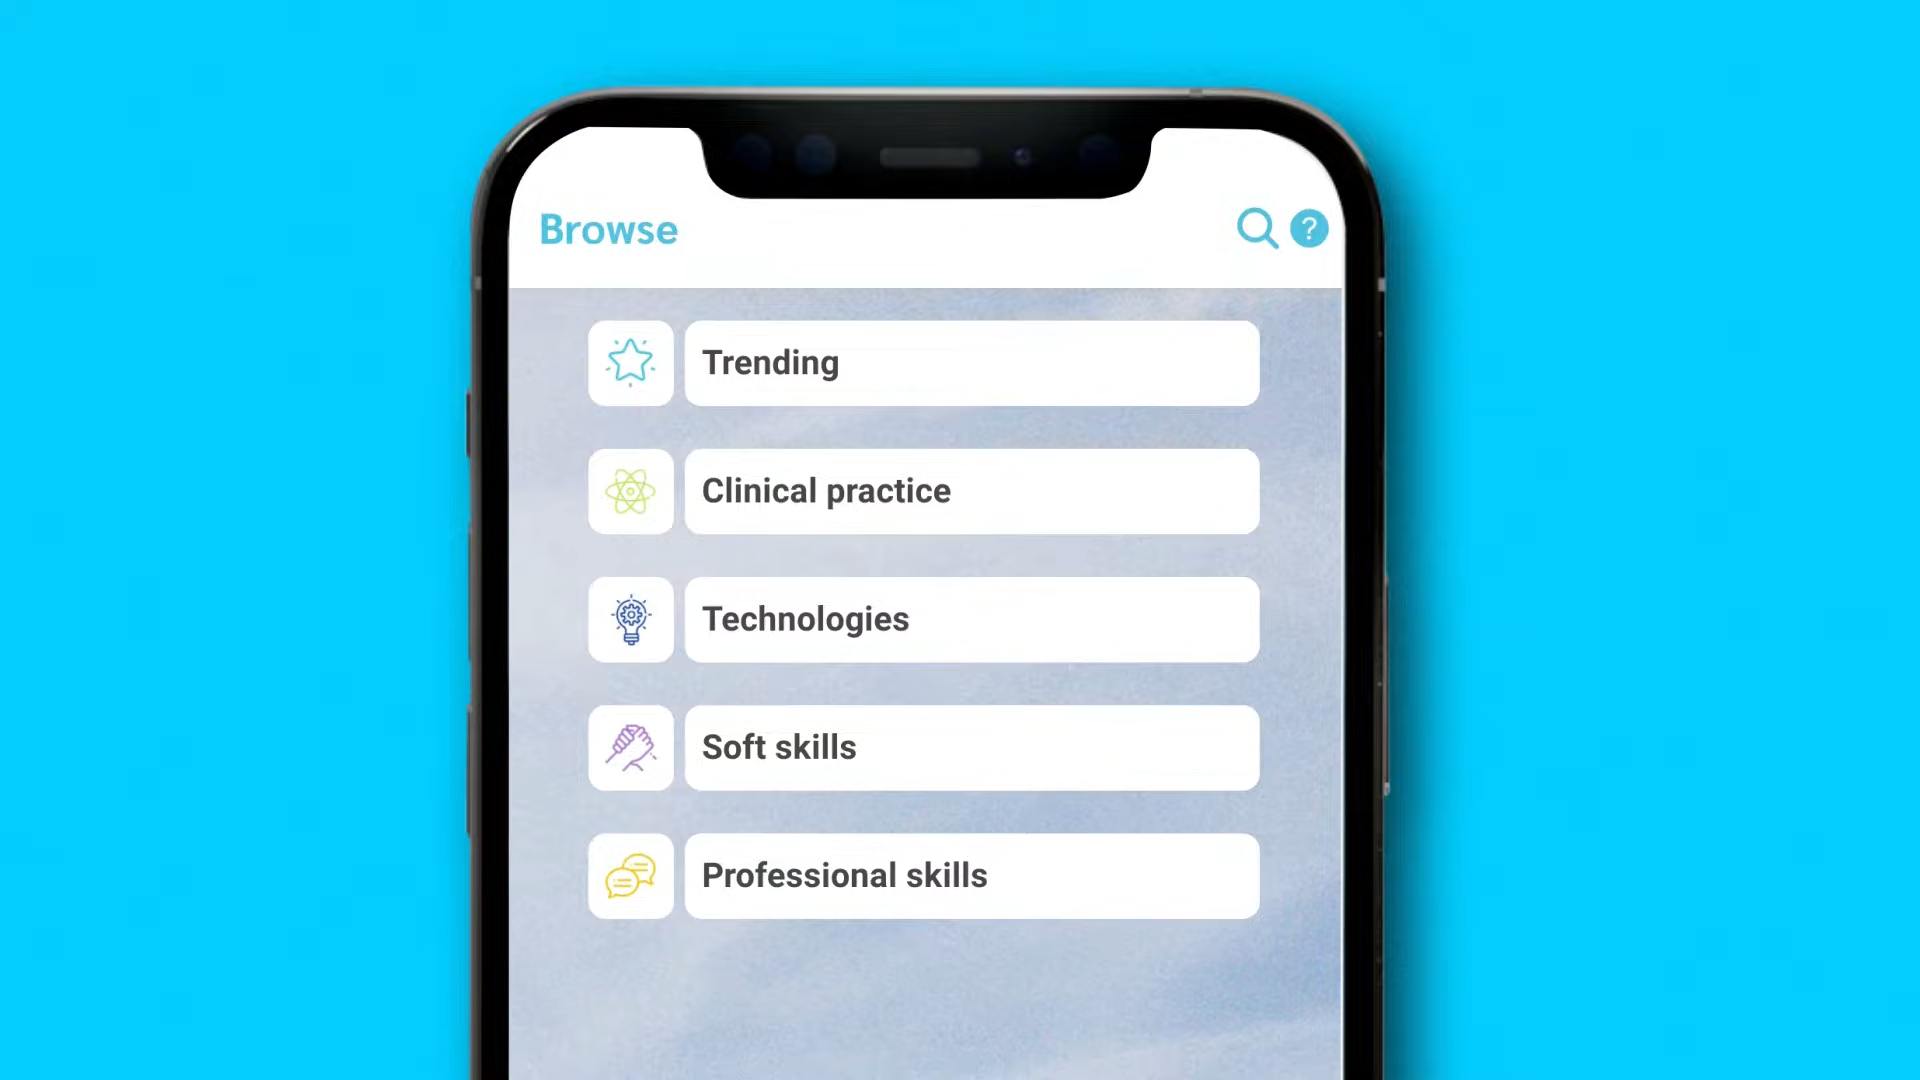 Browse
?
Trending
Clinical practice
Technologies
Soft skills
Professional skills